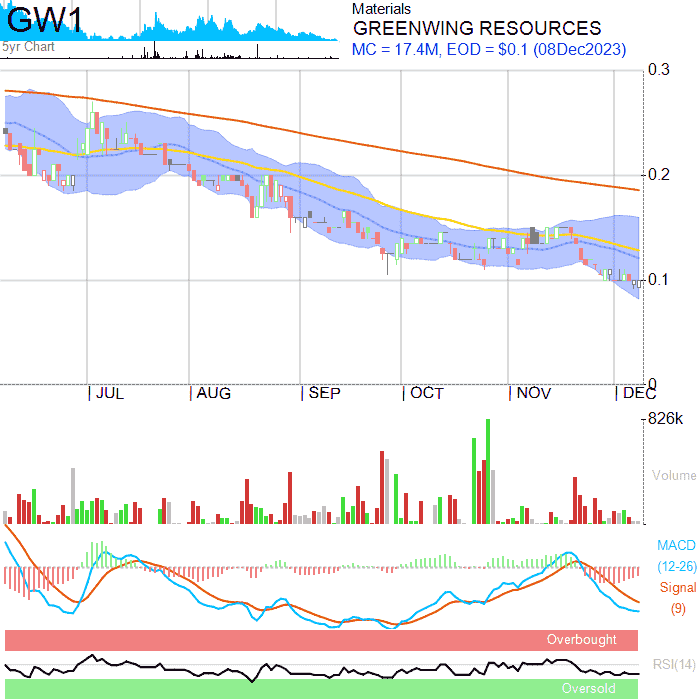 GW1
5yr Chart
Materials
GREENWING RESOURCES
MC = 17.4M, EOD = $0.1 (08Dec2023)
0.3
0.2
0.1
0
JUL AUG SEP OCT NOV DEC
826k
Volume
MACD
(12-26)
Signal
(9)
Overbought
RSI(14)
Oversold